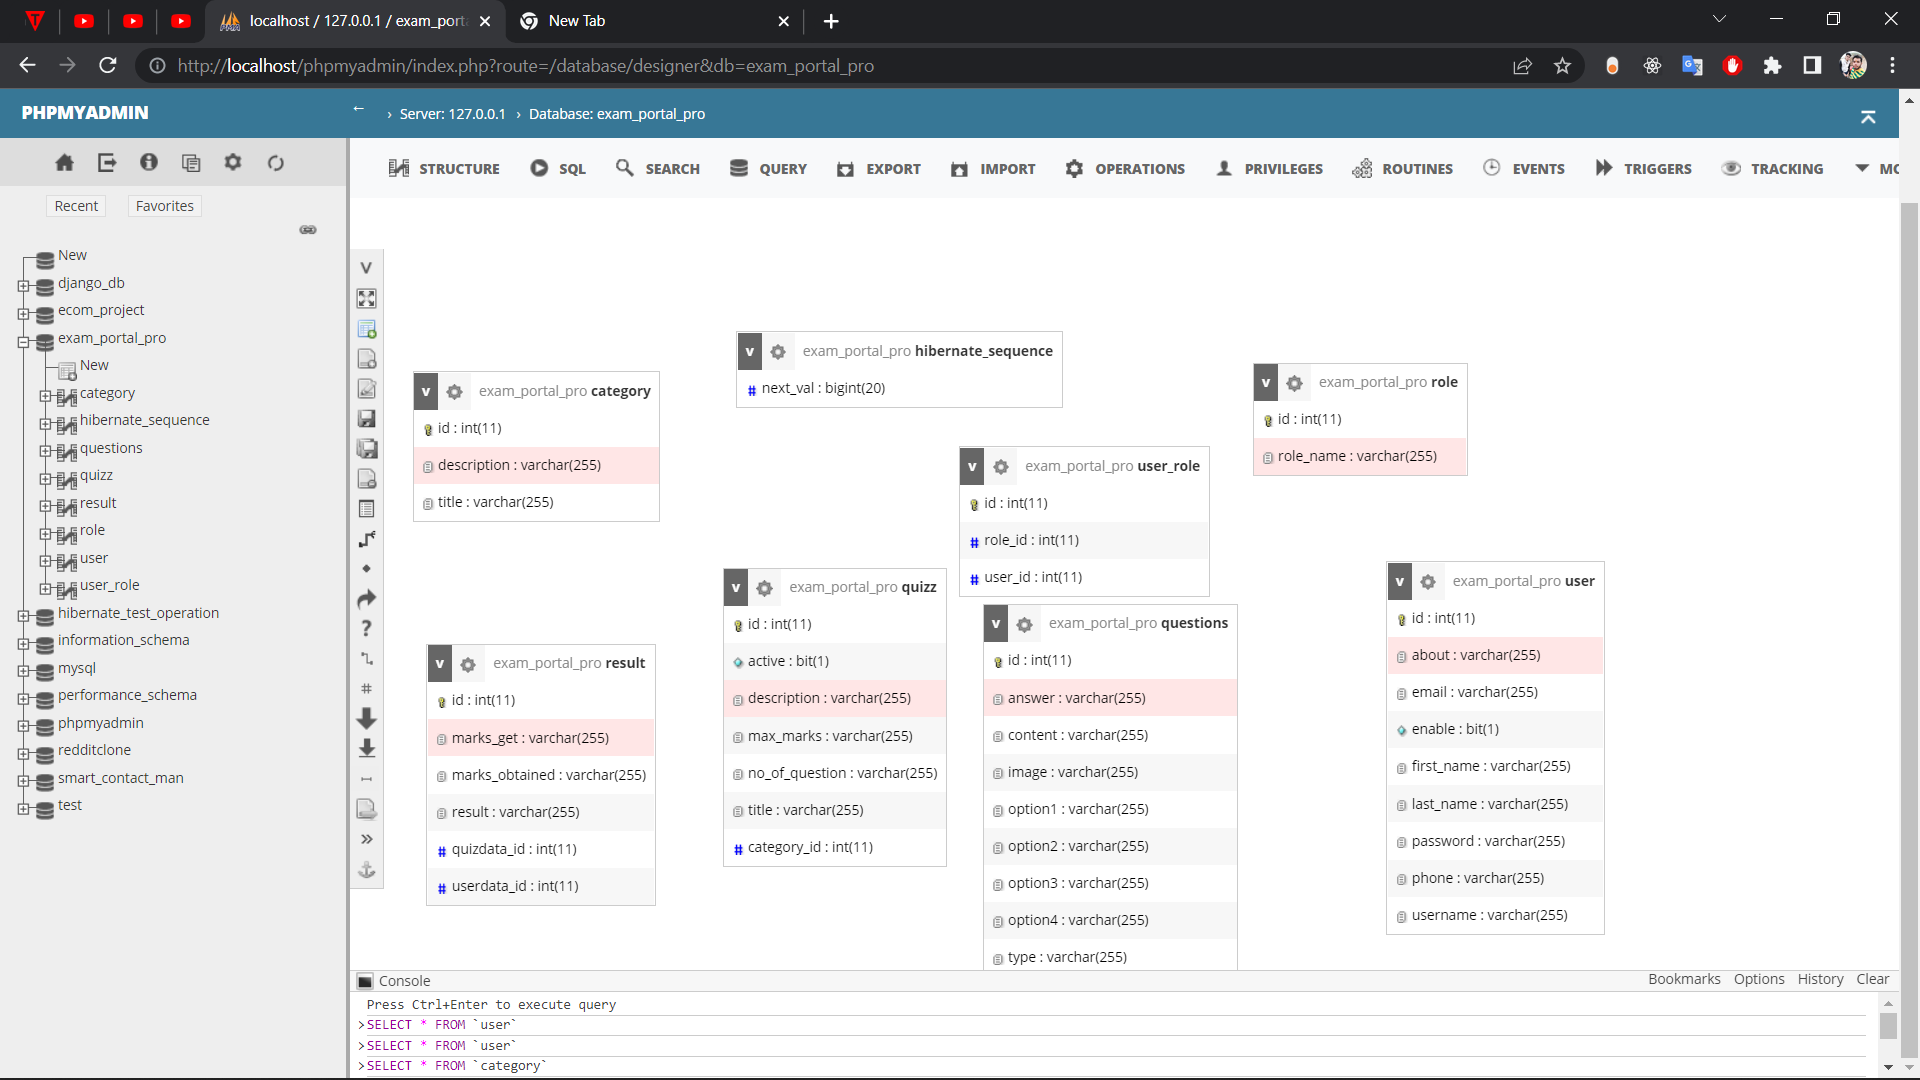 localhost / 127.0.0.1 / exam_port
New Tab
http://localhost/phpmyadmin/index.php?route=/database/designer&db=exam_portal_pro
PHPMYADMIN
← › Server: 127.0.0.1 › Database: exam_portal_pro
STRUCTURE SQL SEARCH QUERY EXPORT IMPORT OPERATIONS PRIVILEGES ROUTINES EVENTS TRIGGERS TRACKING MO
Recent Favorites
New
django_db
ecom_project
exam_portal_pro
New
category
hibernate_sequence
questions
quizz
result
role
user
user_role
hibernate_test_operation
information_schema
mysql
performance_schema
phpmyadmin
redditclone
smart_contact_man
test
v exam_portal_pro category
id : int(11)
description : varchar(255)
title : varchar(255)
v exam_portal_pro hibernate_sequence
# next_val : bigint(20)
v exam_portal_pro role
id : int(11)
role_name : varchar(255)
v exam_portal_pro user_role
id : int(11)
# role_id : int(11)
# user_id : int(11)
v exam_portal_pro result
id : int(11)
marks_get : varchar(255)
marks_obtained : varchar(255)
result : varchar(255)
# quizdata_id : int(11)
# userdata_id : int(11)
v exam_portal_pro quizz
id : int(11)
active : bit(1)
description : varchar(255)
max_marks : varchar(255)
no_of_question : varchar(255)
title : varchar(255)
# category_id : int(11)
v exam_portal_pro questions
id : int(11)
answer : varchar(255)
content : varchar(255)
image : varchar(255)
option1 : varchar(255)
option2 : varchar(255)
option3 : varchar(255)
option4 : varchar(255)
type : varchar(255)
v exam_portal_pro user
id : int(11)
about : varchar(255)
email : varchar(255)
enable : bit(1)
first_name : varchar(255)
last_name : varchar(255)
password : varchar(255)
phone : varchar(255)
username : varchar(255)
Console Bookmarks Options History Clear
Press Ctrl+Enter to execute query
>SELECT * FROM `user`
>SELECT * FROM `user`
>SELECT * FROM `category`